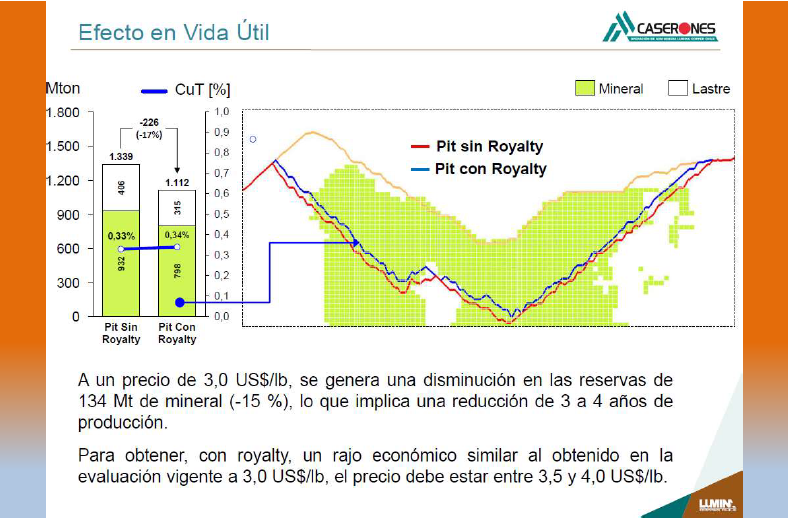 Efecto en Vida Útil
CASERONES
Mton
CuT [%]
Mineral
Lastre
1.800
1.500
1.200
900
600
300
0
-226
(-17%)
1.339
1.112
406
315
0,33%
0,34%
932
798
1,0
0,9
0,8
0,7
0,6
0,5
0,4
0,3
0,2
0,1
0,0
Pit Sin
Royalty
Pit Con
Royalty
Pit sin Royalty
Pit con Royalty
A un precio de 3,0 US$/lb, se genera una disminución en las reservas de
134 Mt de mineral (-15 %), lo que implica una reducción de 3 a 4 años de
producción.
Para obtener, con royalty, un rajo económico similar al obtenido en la
evaluación vigente a 3,0 US$/lb, el precio debe estar entre 3,5 y 4,0 US$/lb.
LUMINA